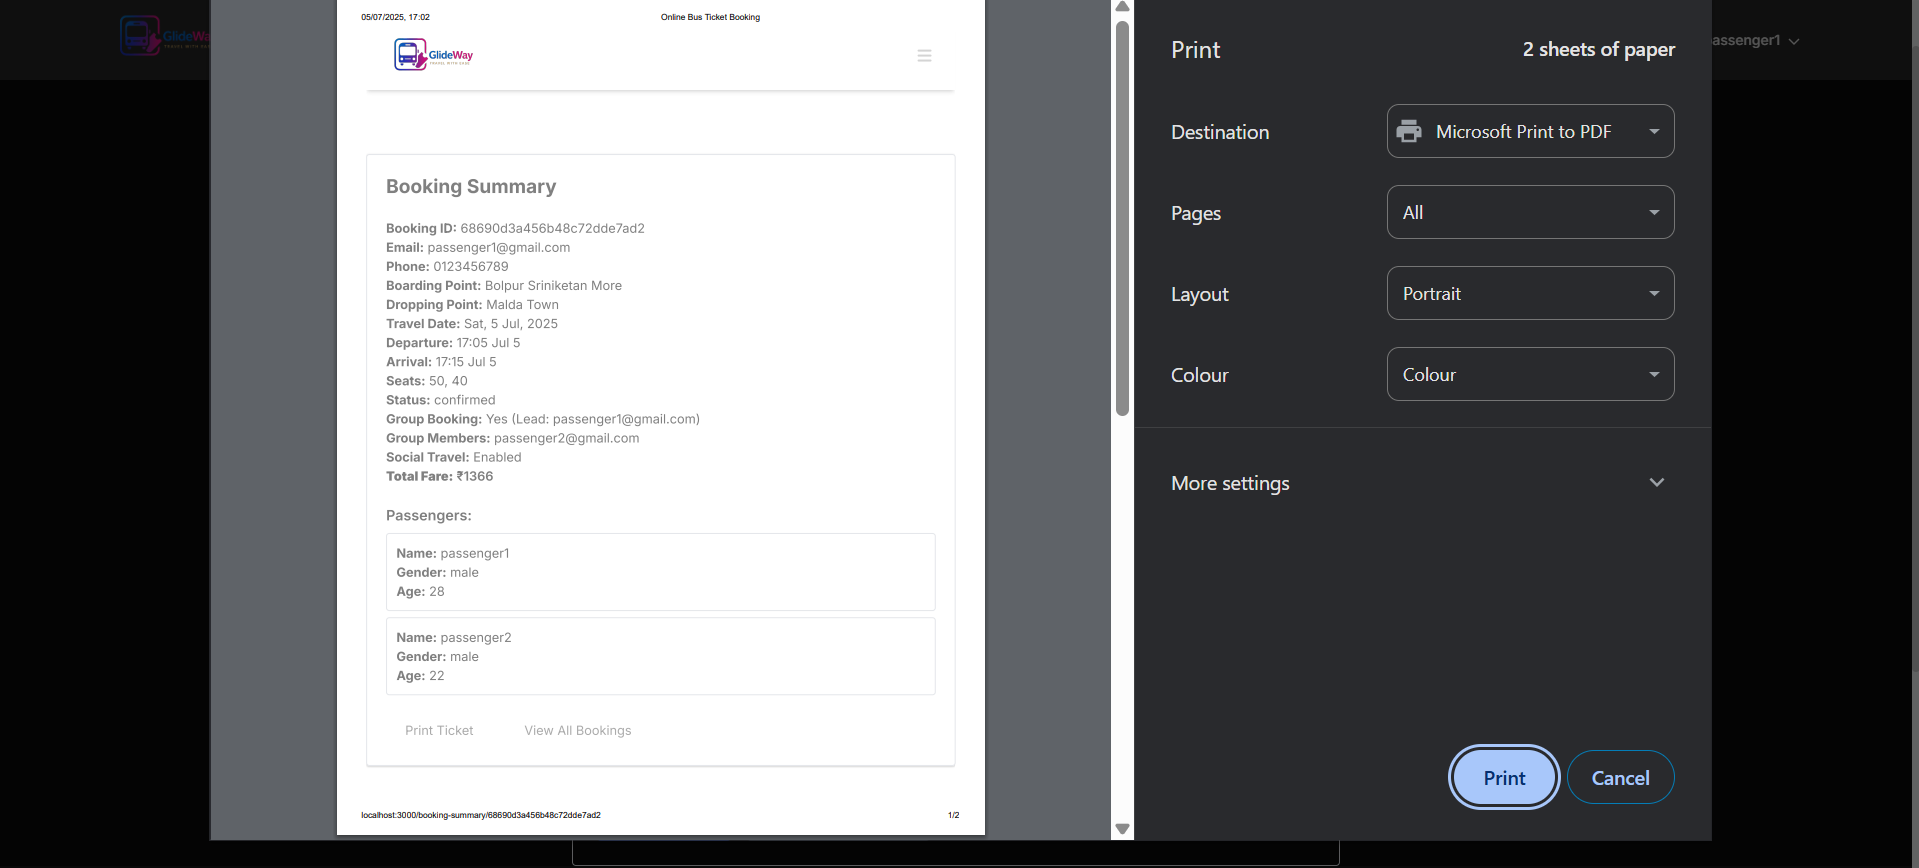 05/07/2025, 17:02
Online Bus Ticket Booking
GlideWay
TRAVEL WITH EASE
Booking Summary
Booking ID: 68690d3a456b48c72dde7ad2
Email: passenger1@gmail.com
Phone: 0123456789
Boarding Point: Bolpur Sriniketan More
Dropping Point: Malda Town
Travel Date: Sat, 5 Jul, 2025
Departure: 17:05 Jul 5
Arrival: 17:15 Jul 5
Seats: 50, 40
Status: confirmed
Group Booking: Yes (Lead: passenger1@gmail.com)
Group Members: passenger2@gmail.com
Social Travel: Enabled
Total Fare: ₹1366
Passengers:
Name: passenger1
Gender: male
Age: 28
Name: passenger2
Gender: male
Age: 22
Print Ticket
View All Bookings
localhost:3000/booking-summary/68690d3a456b48c72dde7ad2
1/2
Print
2 sheets of paper
Destination
Microsoft Print to PDF
Pages
All
Layout
Portrait
Colour
Colour
More settings
Print
Cancel
GlideWay
assenger1